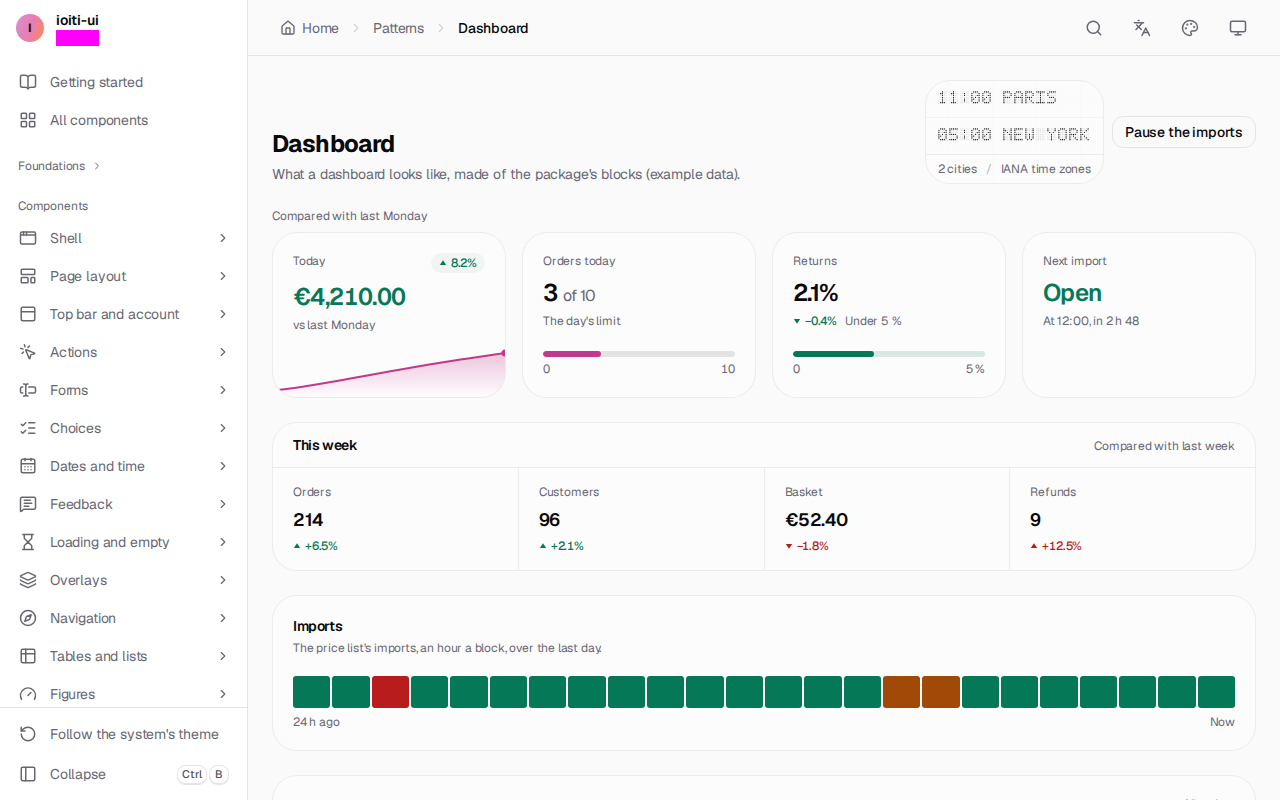 I
ioiti-ui
Getting started
All components
Foundations
Components
Shell
Page layout
Top bar and account
Actions
Forms
Choices
Dates and time
Feedback
Loading and empty
Overlays
Navigation
Tables and lists
Figures
Follow the system's theme
Collapse Ctrl B
Home Patterns Dashboard
11:00 PARIS
05:00 NEW YORK
2 cities / IANA time zones
Pause the imports
Dashboard
What a dashboard looks like, made of the package's blocks (example data).
Compared with last Monday
Today 8.2%
€4,210.00
vs last Monday
Orders today
3 of 10
The day's limit
0 10
Returns
2.1%
−0.4% Under 5 %
0 5 %
Next import
Open
At 12:00, in 2 h 48
This week Compared with last week
Orders
214
+6.5%
Customers
96
+2.1%
Basket
€52.40
−1.8%
Refunds
9
+12.5%
Imports
The price list's imports, an hour a block, over the last day.
24 h ago Now